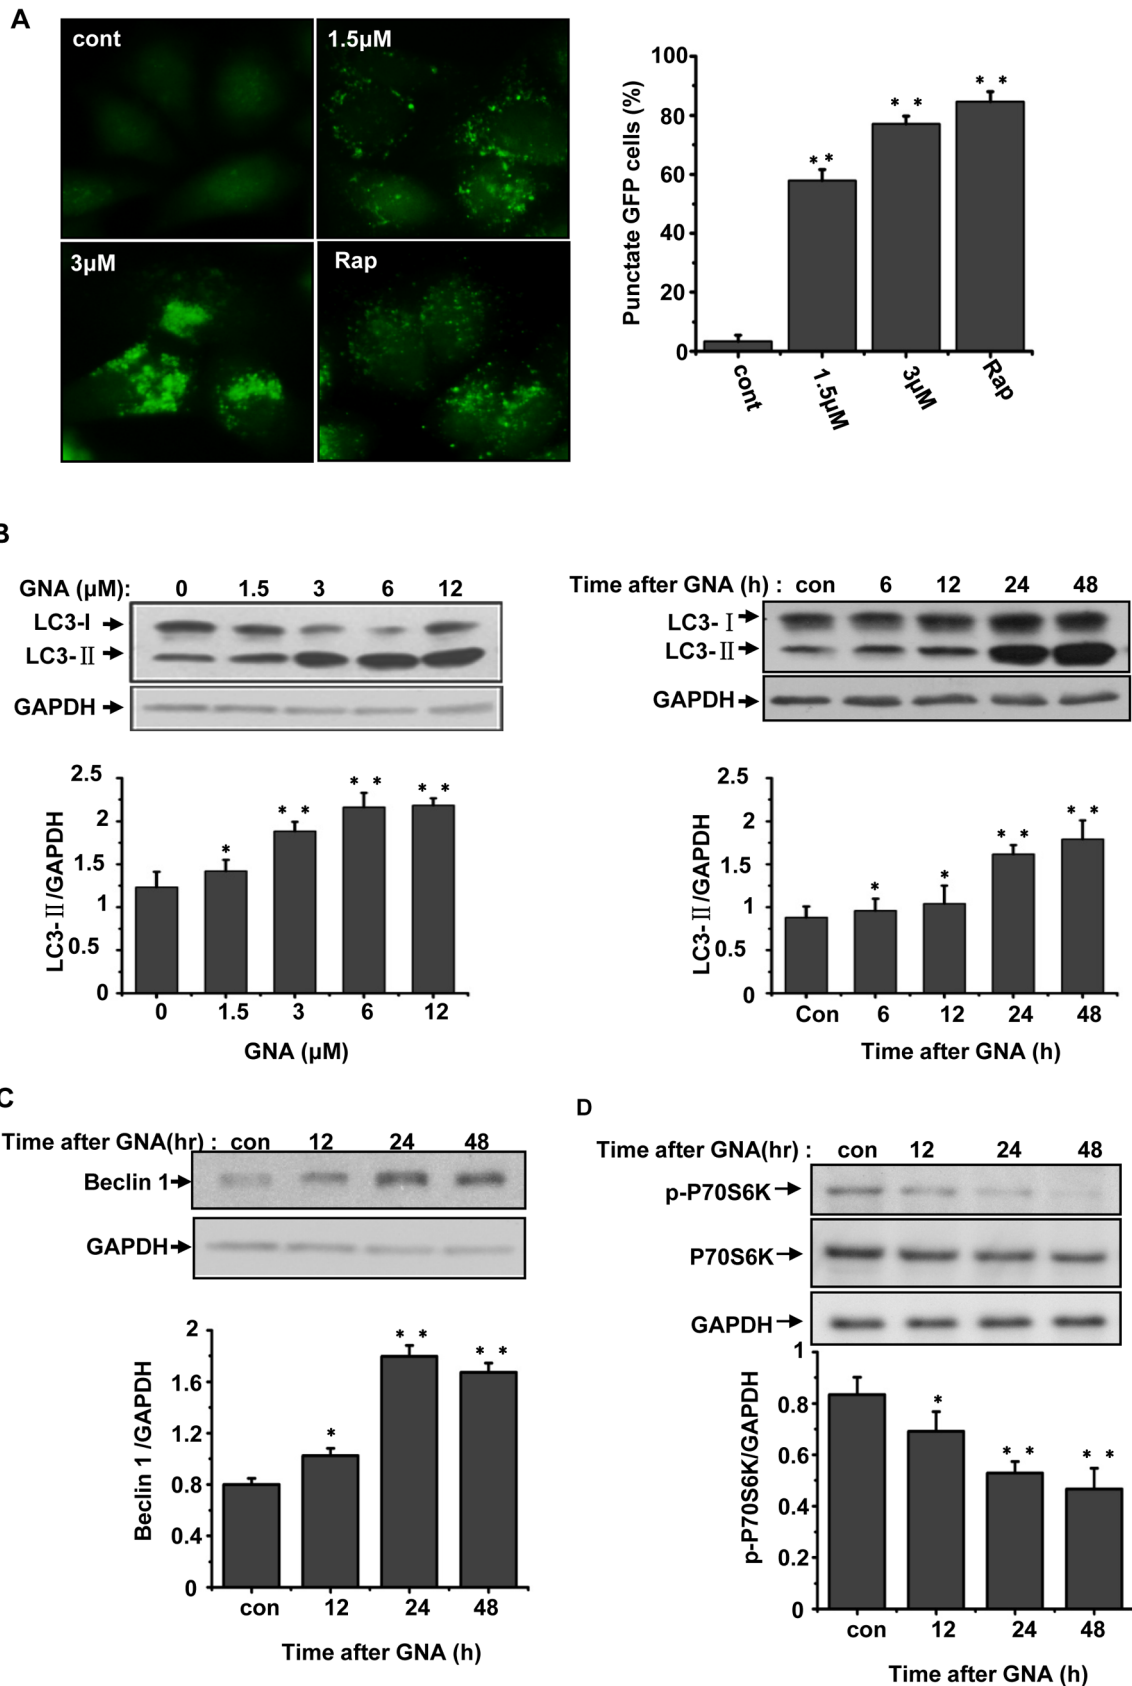 A
cont
1.5µM
3µM
Rap
Punctate GFP cells (%)
100
80
60
40
20
0
* *
* *
* *
cont
1.5µM
3µM
Rap
B
GNA (µM):
0 1.5 3 6 12
LC3-I
LC3-Ⅱ
GAPDH
LC3-Ⅱ/GAPDH
2.5
2
1.5
1
0.5
0
*
* *
* *
* *
0 1.5 3 6 12
GNA (µM)
Time after GNA (h) : con 6 12 24 48
LC3-Ⅰ
LC3-Ⅱ
GAPDH
LC3-Ⅱ/GAPDH
2.5
2
1.5
1
0.5
0
*
*
* *
* *
Con 6 12 24 48
Time after GNA (h)
C
Time after GNA(hr) : con 12 24 48
Beclin 1
GAPDH
Beclin 1 /GAPDH
2
1.6
1.2
0.8
0.4
0
*
* *
* *
con 12 24 48
Time after GNA (h)
D
Time after GNA(hr) : con 12 24 48
p-P70S6K
P70S6K
GAPDH
p-P70S6K/GAPDH
1
0.8
0.6
0.4
0.2
0
*
* *
* *
con 12 24 48
Time after GNA (h)